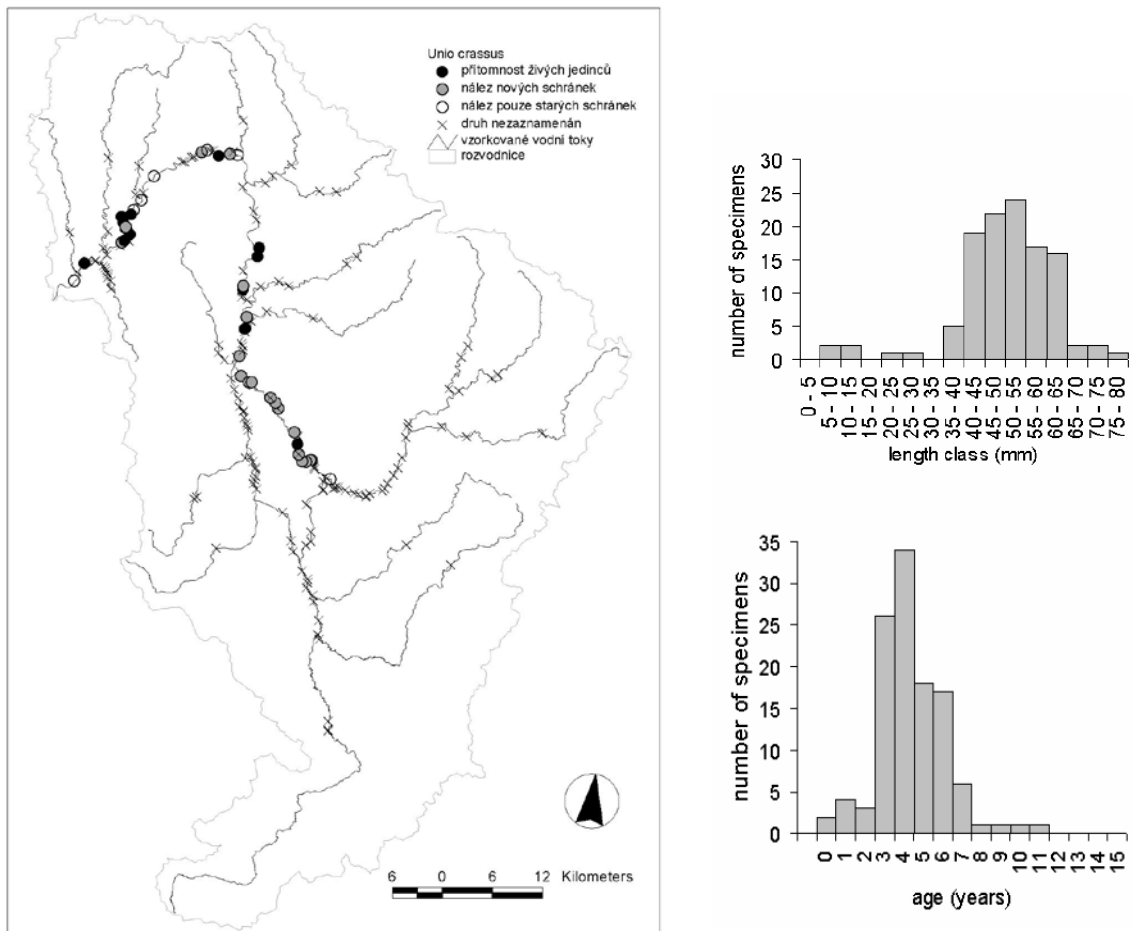 Unio crassus
přítomnost živých jedinců
nález nových schránek
nález pouze starých schránek
druh nezaznamenán
vzorkované vodní toky
rozvodnice
6 0 6 12 Kilometers
number of specimens
30
25
20
15
10
5
0
0 - 5
5 - 10
10 - 15
15 - 20
20 - 25
25 - 30
30 - 35
35 - 40
40 - 45
45 - 50
50 - 55
55 - 60
60 - 65
65 - 70
70 - 75
75 - 80
length class (mm)
number of specimens
35
30
25
20
15
10
5
0
0 1 2 3 4 5 6 7 8 9 10 11 12 13 14 15
age (years)